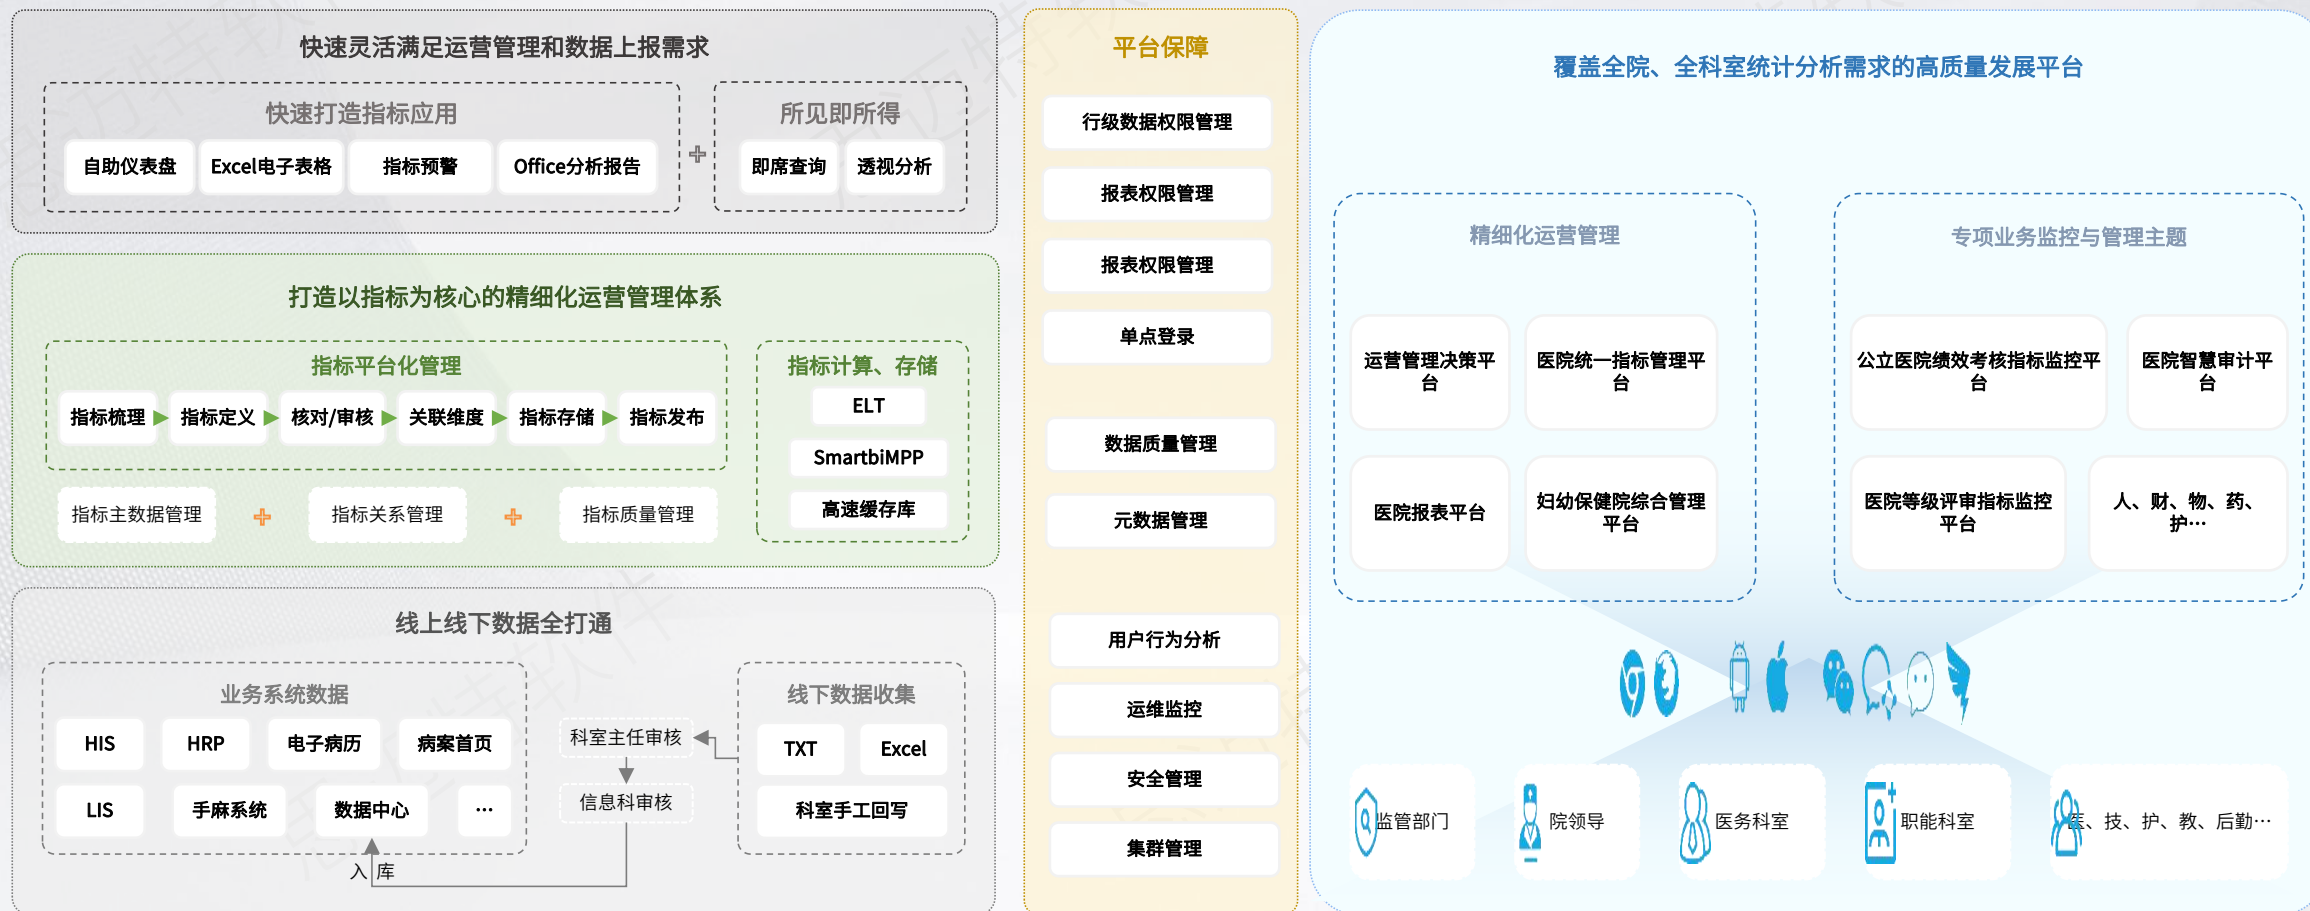 快速灵活满足运营管理和数据上报需求
快速打造指标应用
自助仪表盘
Excel电子表格
指标预警
Office分析报告
所见即所得
即席查询
透视分析
打造以指标为核心的精细化运营管理体系
指标平台化管理
指标梳理
指标定义
核对/审核
关联维度
指标存储
指标发布
指标主数据管理
指标关系管理
指标质量管理
指标计算、存储
ELT
SmartbiMPP
高速缓存库
线上线下数据全打通
业务系统数据
HIS
HRP
电子病历
病案首页
LIS
手麻系统
数据中心
…
科室主任审核
信息科审核
入 库
线下数据收集
TXT
Excel
科室手工回写
平台保障
行级数据权限管理
报表权限管理
报表权限管理
单点登录
数据质量管理
元数据管理
用户行为分析
运维监控
安全管理
集群管理
覆盖全院、全科室统计分析需求的高质量发展平台
精细化运营管理
运营管理决策平
台
医院统一指标管理平
台
医院报表平台
妇幼保健院综合管理
平台
专项业务监控与管理主题
公立医院绩效考核指标监控平
台
医院智慧审计平
台
医院等级评审指标监控
平台
人、财、物、药、
护…
监管部门
院领导
医务科室
职能科室
医、技、护、教、后勤…